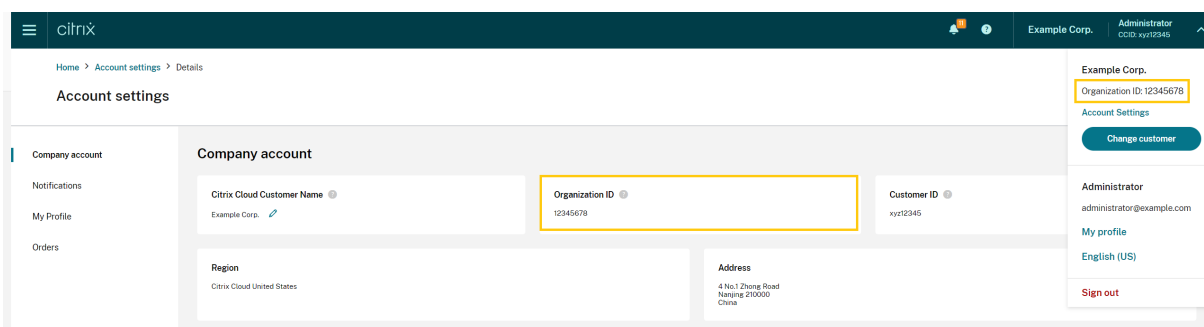 citrix
11
?
Example Corp.
Administrator
CCID: xyz12345
Home > Account settings > Details
Account settings
Example Corp.
Organization ID: 12345678
Account Settings
Change customer
Administrator
administrator@example.com
My profile
English (US)
Sign out
Company account
Notifications
My Profile
Orders
Company account
Citrix Cloud Customer Name ?
Example Corp.
Organization ID ?
12345678
Customer ID ?
xyz12345
Region
Citrix Cloud United States
Address
4 No.1 Zhong Road
Nanjing 210000
China